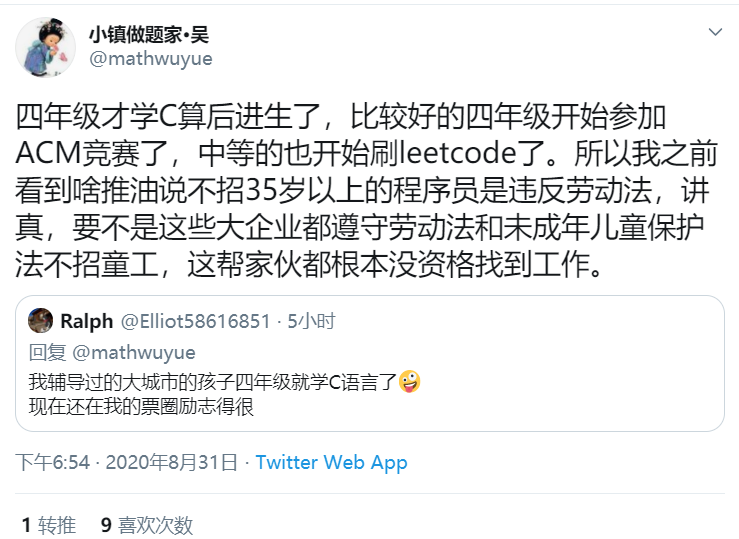 小镇做题家•吴
@mathwuyue
四年级才学C算后进生了，比较好的四年级开始参加
ACM竞赛了，中等的也开始刷leetcode了。所以我之前
看到啥推油说不招35岁以上的程序员是违反劳动法，讲
真，要不是这些大企业都遵守劳动法和未成年儿童保护
法不招童工，这帮家伙都根本没资格找到工作。
Ralph @Elliot58616851 · 5小时
回复 @mathwuyue
我辅导过的大城市的孩子四年级就学C语言了🤪
现在还在我的票圈励志得很
下午6:54 · 2020年8月31日 · Twitter Web App
1 转推 9 喜欢次数